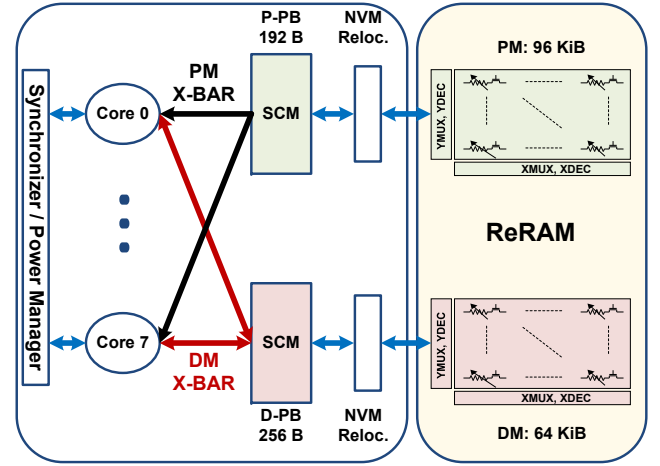 P-PB
192 B
NVM
Reloc.
PM: 96 KiB
Synchronizer / Power Manager
Core 0
PM
X-BAR
SCM
YMUX, YDEC
XMUX, XDEC
ReRAM
Core 7
DM
X-BAR
SCM
YMUX, YDEC
XMUX, XDEC
D-PB
256 B
NVM
Reloc.
DM: 64 KiB